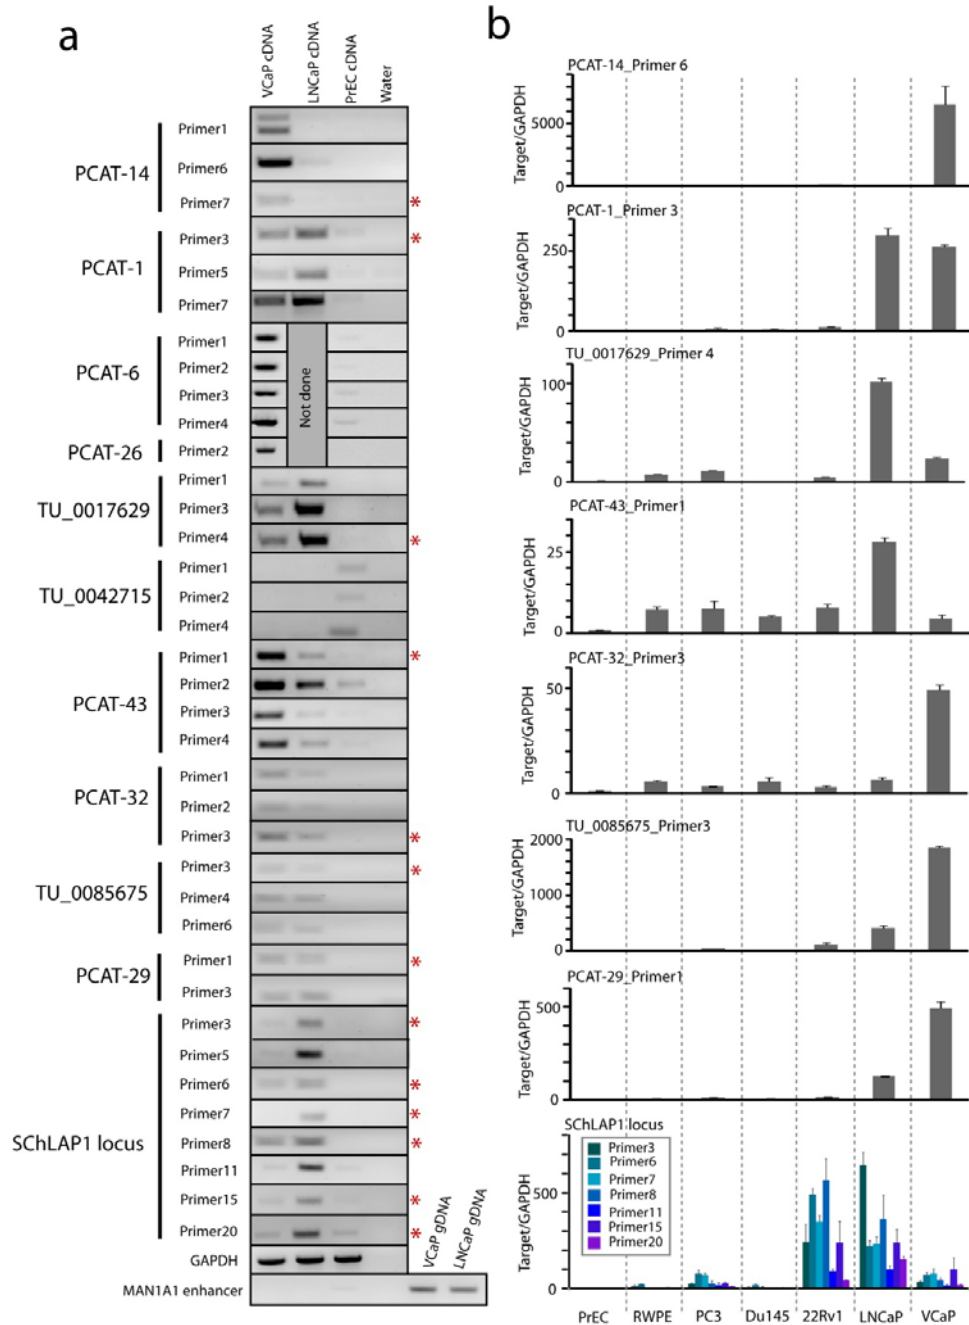 a
VCaP cDNA
LNCaP cDNA
PrEC cDNA
Water
PCAT-14
Primer1
Primer6
Primer7 *
PCAT-1
Primer3 *
Primer5
Primer7
PCAT-6
Primer1
Primer2
Primer3
Primer4
Not done
PCAT-26
Primer2
TU_0017629
Primer1
Primer3
Primer4 *
TU_0042715
Primer1
Primer2
Primer4
PCAT-43
Primer1 *
Primer2
Primer3
Primer4
PCAT-32
Primer1
Primer2
Primer3 *
TU_0085675
Primer3 *
Primer4
Primer6
PCAT-29
Primer1 *
Primer3
SChLAP1 locus
Primer3 *
Primer5
Primer6 *
Primer7 *
Primer8 *
Primer11
Primer15 *
Primer20 *
GAPDH
MAN1A1 enhancer
VCaP gDNA
LNCaP gDNA
b
PCAT-14_Primer 6
Target/GAPDH
5000
0
PCAT-1_Primer 3
Target/GAPDH
250
0
TU_0017629_Primer 4
Target/GAPDH
100
0
PCAT-43_Primer1
Target/GAPDH
25
0
PCAT-32_Primer3
Target/GAPDH
50
0
TU_0085675_Primer3
Target/GAPDH
2000
1000
0
PCAT-29_Primer1
Target/GAPDH
500
0
SChLAP1 locus
Target/GAPDH
500
0
Primer3
Primer6
Primer7
Primer8
Primer11
Primer15
Primer20
PrEC
RWPE
PC3
Du145
22Rv1
LNCaP
VCaP